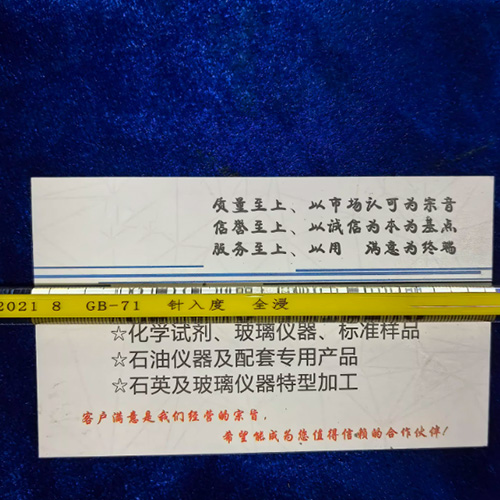 质量至上、以市场认可为宗音
信誉至上、以诚信为本为基点
服务至上、以用 满意为终端
2021 8 GB-71 针入度 全浸
☆化学试剂、玻璃仪器、标准样品
☆石油仪器及配套专用产品
☆石英及玻璃仪器特型加工
客户满意是我们经营的宗旨,
希望能成为您值得信赖的合作伙伴!